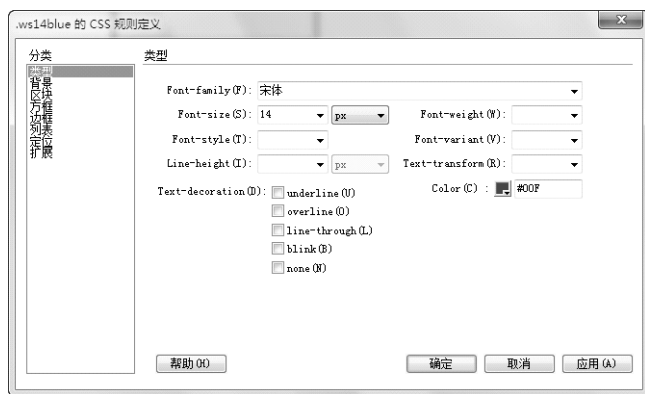 .ws14blue 的 CSS 规则定义
分类
类型
类型
背景
区块
方框
边框
列表
定位
扩展
Font-family(F): 宋体
Font-size(S): 14 px Font-weight(W):
Font-style(T): Font-variant(V):
Line-height(I): px Text-transform(R):
Text-decoration(D): underline(U) Color(C) : #00F
overline(O)
line-through(L)
blink(B)
none(N)
帮助(H) 确定 取消 应用(A)